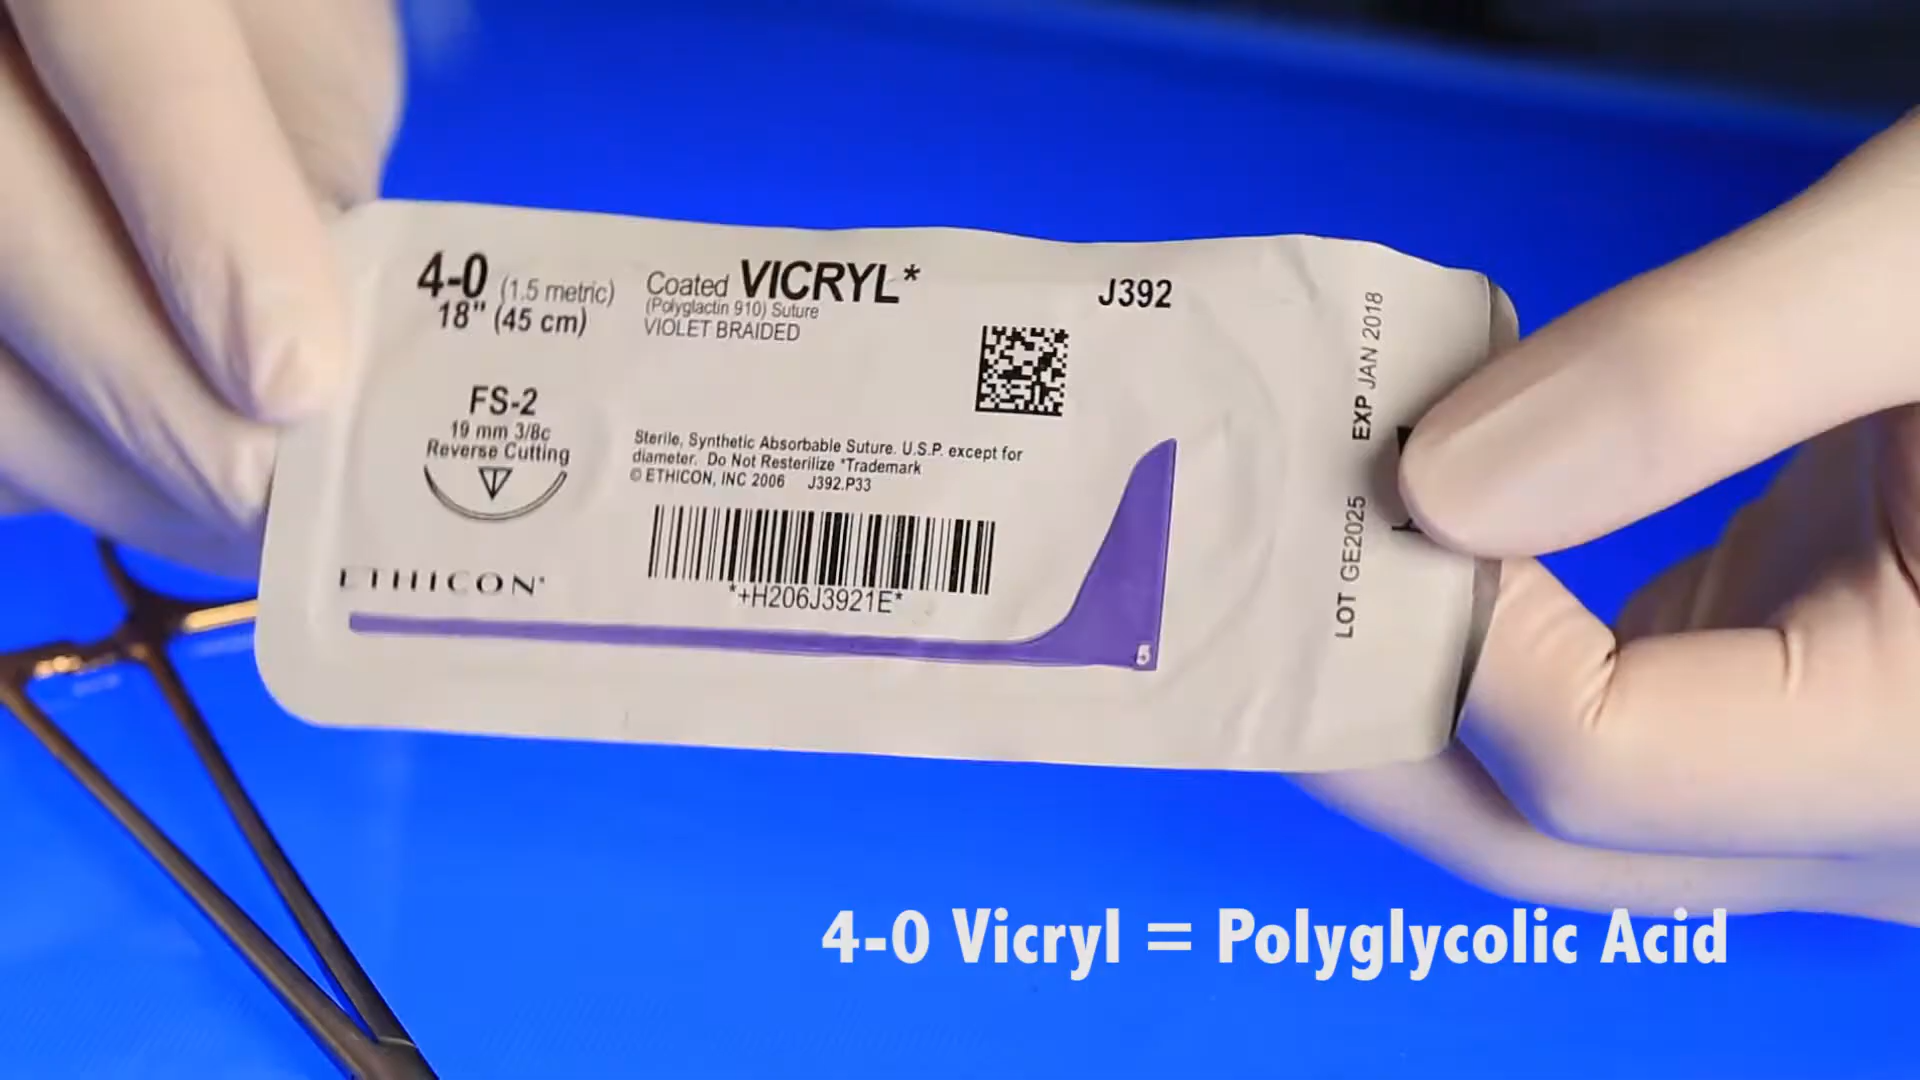 4-0 (1.5 metric)
18" (45 cm)
Coated VICRYL*
(Polyglactin 910) Suture
VIOLET BRAIDED
J392
FS-2
19 mm 3/8c
Reverse Cutting
Sterile, Synthetic Absorbable Suture. U.S.P. except for
diameter. Do Not Resterilize *Trademark
© ETHICON, INC 2006 J392.P33
*+H206J3921E*
ETHICON*
5
LOT GE2025 EXP JAN 2018
4-0 Vicryl = Polyglycolic Acid